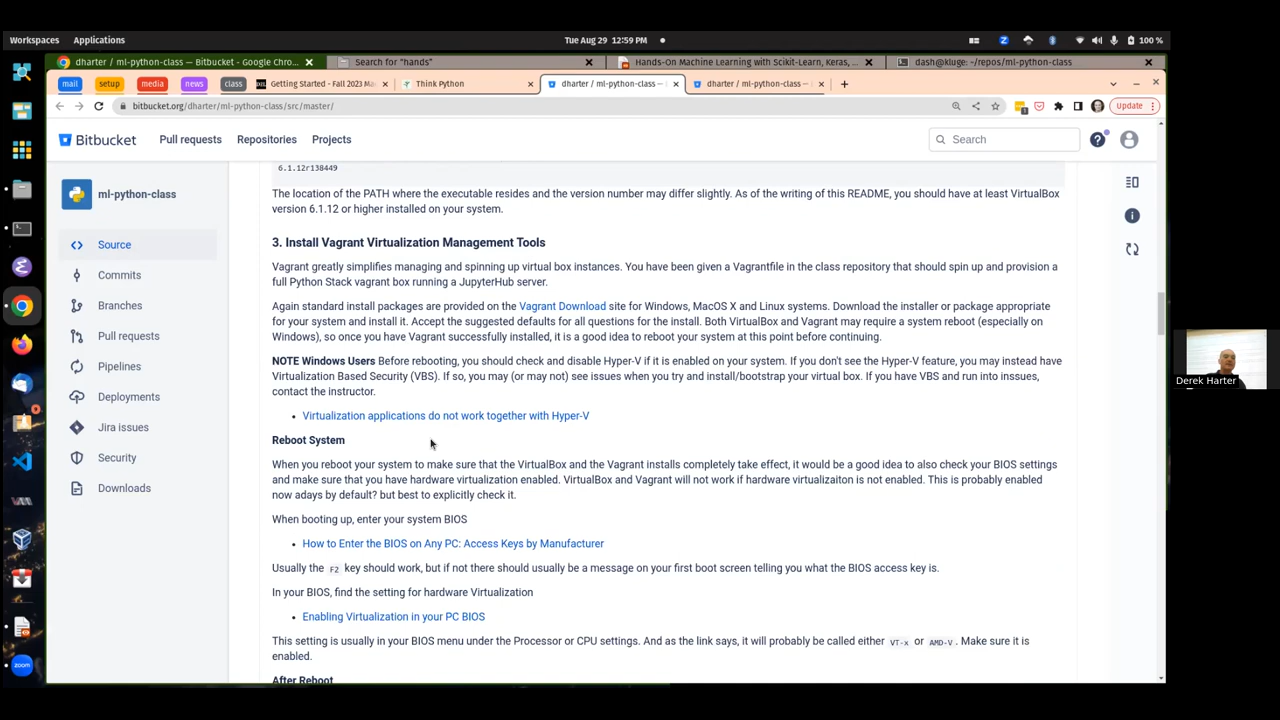 Workspaces Applications Tue Aug 29 12:59 PM 100 %
dharter / ml-python-class — Bitbucket - Google Chro... Search for "hands" Hands-On Machine Learning with Scikit-Learn, Keras, ... dash@kluge: ~/repos/ml-python-class
mail setup media news class Getting Started - Fall 2023 M Think Python dharter / ml-python-class — dharter / ml-python-class —
bitbucket.org/dharter/ml-python-class/src/master/ Update
Bitbucket Pull requests Repositories Projects Search
ml-python-class
Source
Commits
Branches
Pull requests
Pipelines
Deployments
Jira issues
Security
Downloads
6.1.12r138449
The location of the PATH where the executable resides and the version number may differ slightly. As of the writing of this README, you should have at least VirtualBox
version 6.1.12 or higher installed on your system.
3. Install Vagrant Virtualization Management Tools
Vagrant greatly simplifies managing and spinning up virtual box instances. You have been given a Vagrantfile in the class repository that should spin up and provision a
full Python Stack vagrant box running a JupyterHub server.
Again standard install packages are provided on the Vagrant Download site for Windows, MacOS X and Linux systems. Download the installer or package appropriate
for your system and install it. Accept the suggested defaults for all questions for the install. Both VirtualBox and Vagrant may require a system reboot (especially on
Windows), so once you have Vagrant successfully installed, it is a good idea to reboot your system at this point before continuing.
NOTE Windows Users Before rebooting, you should check and disable Hyper-V if it is enabled on your system. If you don't see the Hyper-V feature, you may instead have
Virtualization Based Security (VBS). If so, you may (or may not) see issues when you try and install/bootstrap your virtual box. If you have VBS and run into inssues,
contact the instructor.
• Virtualization applications do not work together with Hyper-V
Reboot System
When you reboot your system to make sure that the VirtualBox and the Vagrant installs completely take effect, it would be a good idea to also check your BIOS settings
and make sure that you have hardware virtualization enabled. VirtualBox and Vagrant will not work if hardware virtualizaiton is not enabled. This is probably enabled
now adays by default? but best to explicitly check it.
When booting up, enter your system BIOS
• How to Enter the BIOS on Any PC: Access Keys by Manufacturer
Usually the F2 key should work, but if not there should usually be a message on your first boot screen telling you what the BIOS access key is.
In your BIOS, find the setting for hardware Virtualization
• Enabling Virtualization in your PC BIOS
This setting is usually in your BIOS menu under the Processor or CPU settings. And as the link says, it will probably be called either VT-x or AMD-V. Make sure it is
enabled.
After Reboot
zoom
Derek Harter